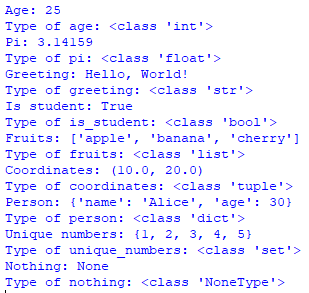 Age: 25
Type of age: <class 'int'>
Pi: 3.14159
Type of pi: <class 'float'>
Greeting: Hello, World!
Type of greeting: <class 'str'>
Is student: True
Type of is_student: <class 'bool'>
Fruits: ['apple', 'banana', 'cherry']
Type of fruits: <class 'list'>
Coordinates: (10.0, 20.0)
Type of coordinates: <class 'tuple'>
Person: {'name': 'Alice', 'age': 30}
Type of person: <class 'dict'>
Unique numbers: {1, 2, 3, 4, 5}
Type of unique_numbers: <class 'set'>
Nothing: None
Type of nothing: <class 'NoneType'>